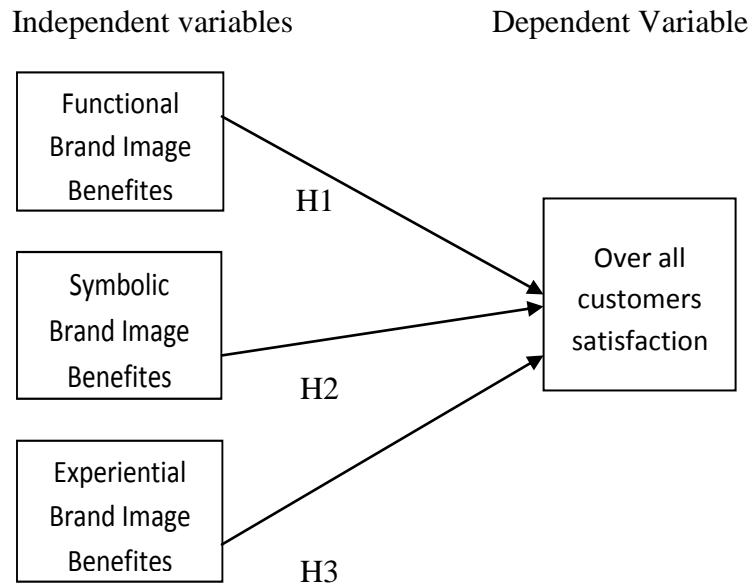 Independent variables
Dependent Variable
Functional
Brand Image
Benefites
H1
Symbolic
Brand Image
Benefites
H2
Experiential
Brand Image
Benefites
H3
Over all
customers
satisfaction